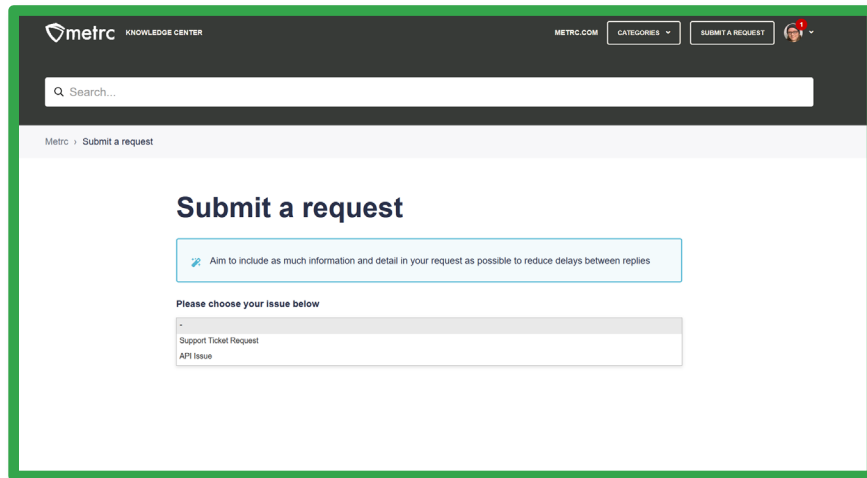 metrc KNOWLEDGE CENTER METRC.COM CATEGORIES SUBMIT A REQUEST 1
Search...
Metrc › Submit a request
Submit a request
Aim to include as much information and detail in your request as possible to reduce delays between replies
Please choose your issue below
-
Support Ticket Request
API Issue